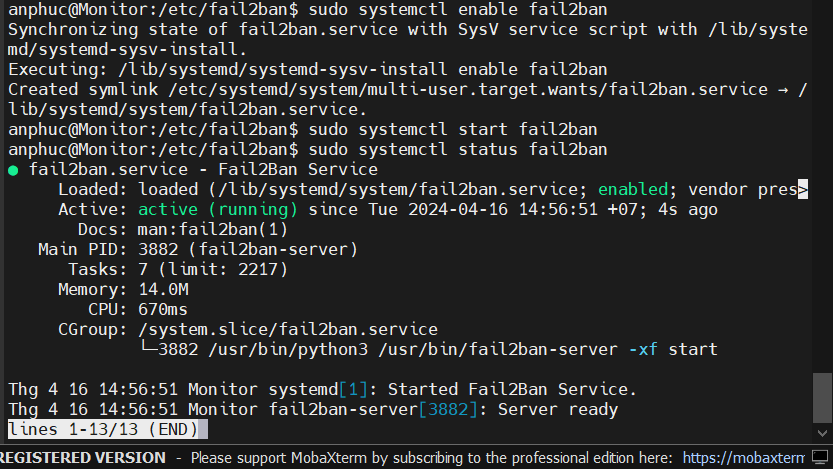 anphuc@Monitor:/etc/fail2ban$ sudo systemctl enable fail2ban
Synchronizing state of fail2ban.service with SysV service script with /lib/syste
md/systemd-sysv-install.
Executing: /lib/systemd/systemd-sysv-install enable fail2ban
Created symlink /etc/systemd/system/multi-user.target.wants/fail2ban.service → /
lib/systemd/system/fail2ban.service.
anphuc@Monitor:/etc/fail2ban$ sudo systemctl start fail2ban
anphuc@Monitor:/etc/fail2ban$ sudo systemctl status fail2ban
● fail2ban.service - Fail2Ban Service
     Loaded: loaded (/lib/systemd/system/fail2ban.service; enabled; vendor pres>
     Active: active (running) since Tue 2024-04-16 14:56:51 +07; 4s ago
       Docs: man:fail2ban(1)
   Main PID: 3882 (fail2ban-server)
      Tasks: 7 (limit: 2217)
     Memory: 14.0M
        CPU: 670ms
     CGroup: /system.slice/fail2ban.service
             └─3882 /usr/bin/python3 /usr/bin/fail2ban-server -xf start
Thg 4 16 14:56:51 Monitor systemd[1]: Started Fail2Ban Service.
Thg 4 16 14:56:51 Monitor fail2ban-server[3882]: Server ready
lines 1-13/13 (END)
REGISTERED VERSION - Please support MobaXterm by subscribing to the professional edition here: https://mobaxterm